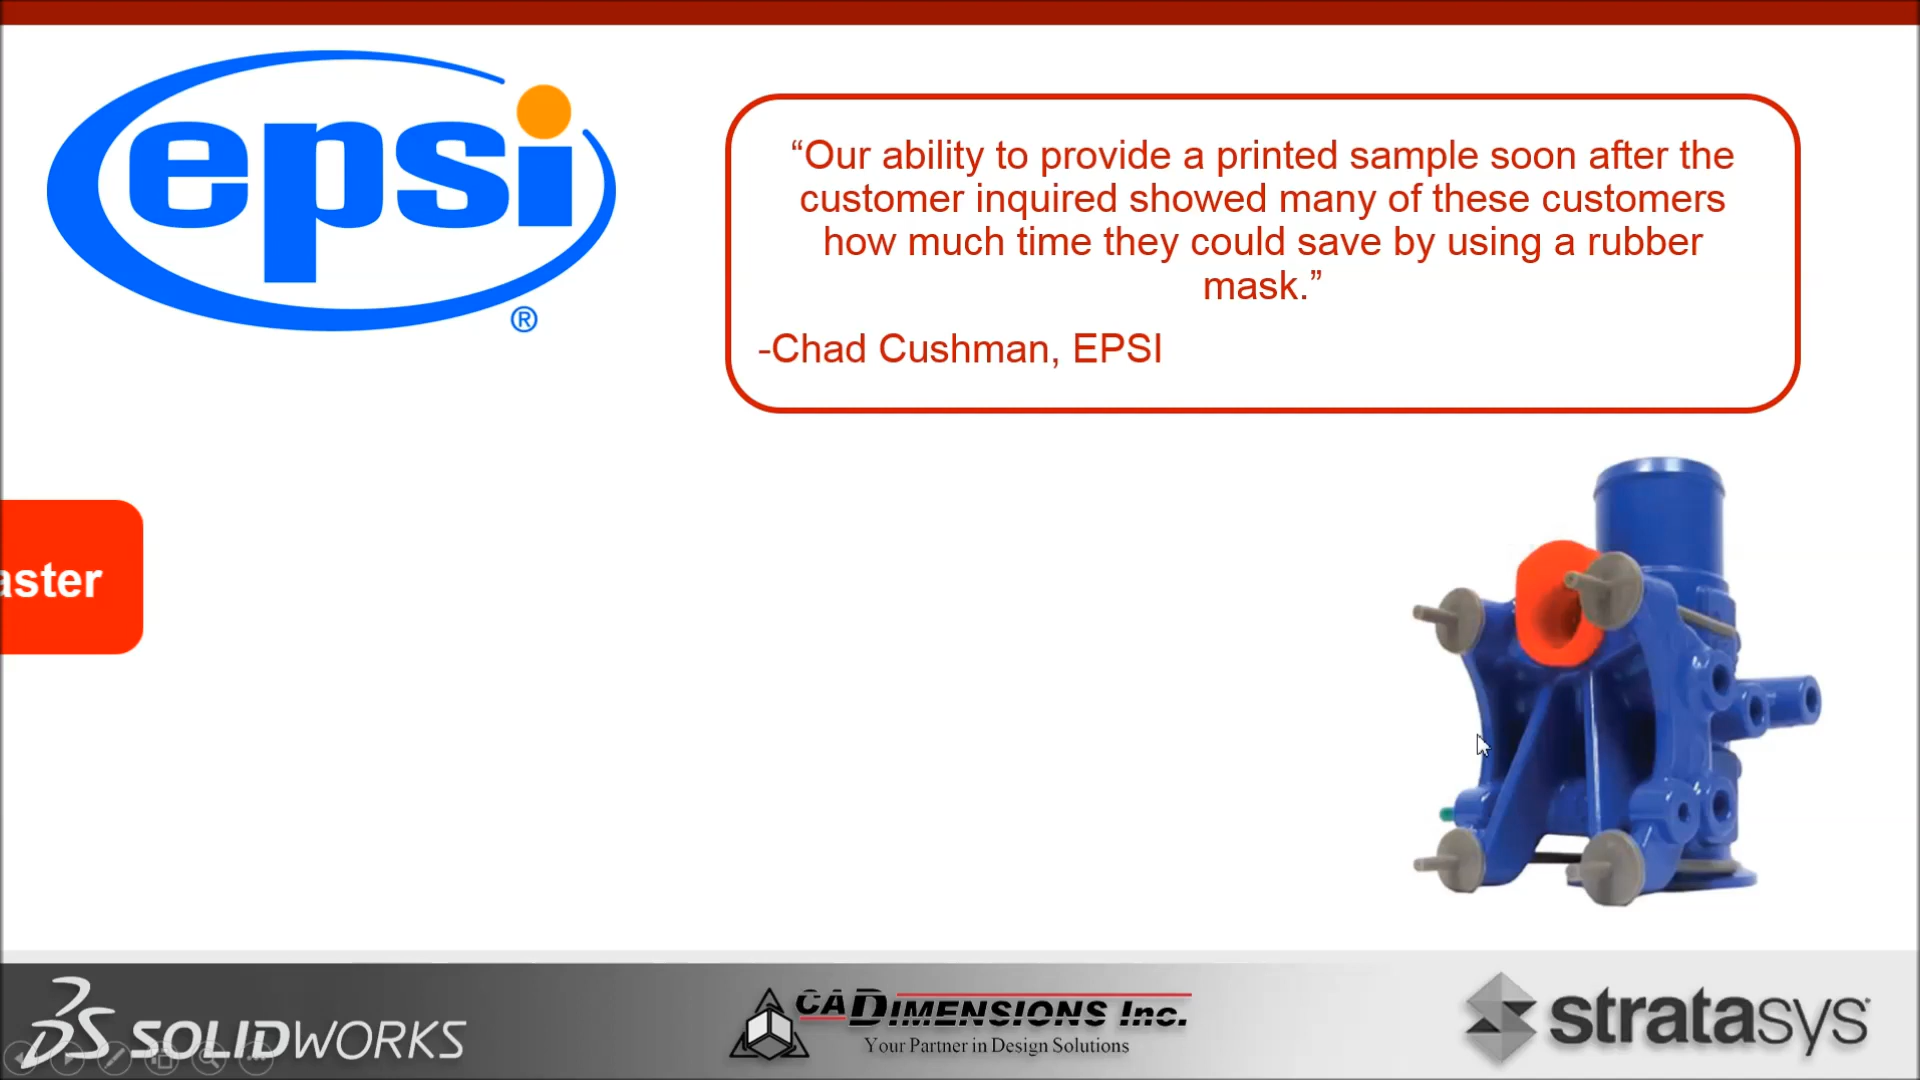 epsi
®
“Our ability to provide a printed sample soon after the
customer inquired showed many of these customers
how much time they could save by using a rubber
mask.”
-Chad Cushman, EPSI
aster
SOLIDWORKS
CADIMENSIONS Inc.
Your Partner in Design Solutions
stratasys